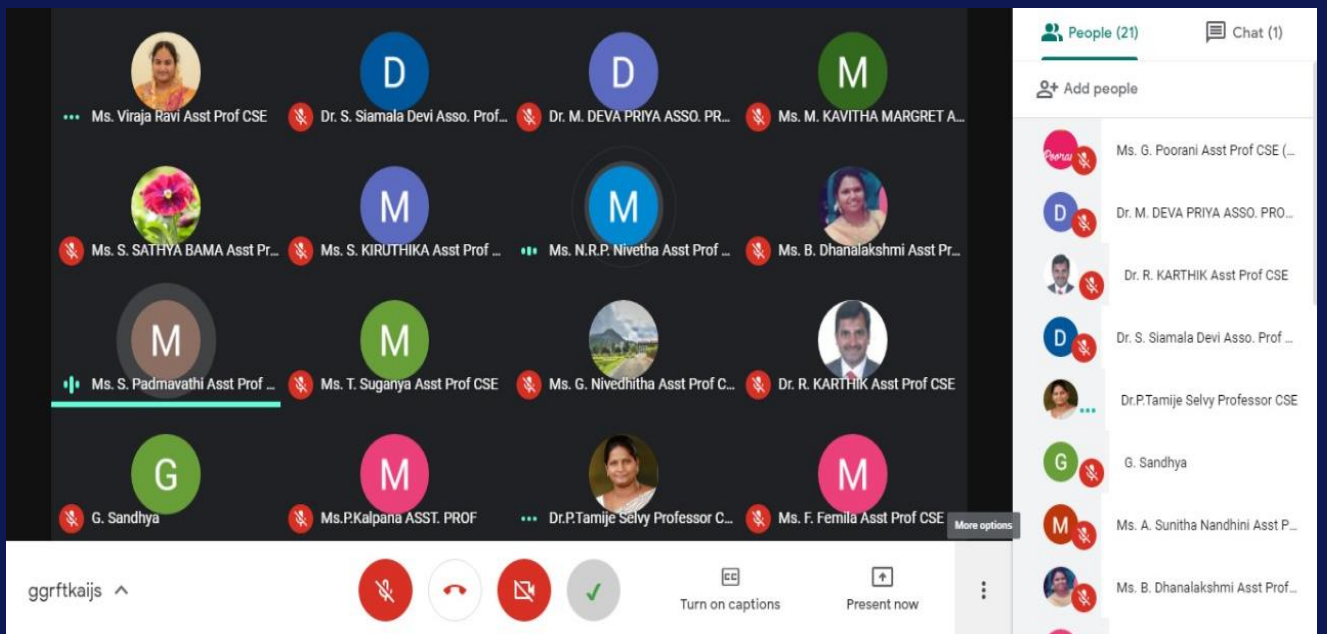 D
D
M
Ms. Viraja Ravi Asst Prof CSE
Dr. S. Siamala Devi Asso. Prof...
Dr. M. DEVA PRIYA ASSO. PR...
Ms. M. KAVITHA MARGRET A...
M
M
Ms. S. SATHYA BAMA Asst Pr...
Ms. S. KIRUTHIKA Asst Prof ...
Ms. N.R.P. Nivetha Asst Prof ...
Ms. B. Dhanalakshmi Asst Pr...
M
M
Ms. S. Padmavathi Asst Prof ...
Ms. T. Suganya Asst Prof CSE
Ms. G. Nivedhitha Asst Prof C...
Dr. R. KARTHIK Asst Prof CSE
G
M
M
G. Sandhya
Ms.P.Kalpana ASST. PROF
Dr.P.Tamije Selvy Professor C...
Ms. F. Femila Asst Prof CSE
More options
ggrftkaijs
CC
Turn on captions
Present now
People (21)
Chat (1)
Add people
Ms. G. Poorani Asst Prof CSE (...
D
Dr. M. DEVA PRIYA ASSO. PRO...
Dr. R. KARTHIK Asst Prof CSE
D
Dr. S. Siamala Devi Asso. Prof ...
Dr.P.Tamije Selvy Professor CSE
G
G. Sandhya
M
Ms. A. Sunitha Nandhini Asst P...
Ms. B. Dhanalakshmi Asst Prof...